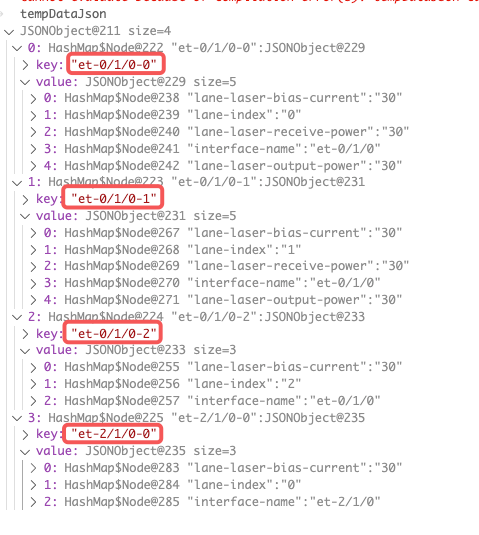 tempDataJson
JSONObject@211 size=4
0: HashMap$Node@222 "et-0/1/0-0":JSONObject@229
key: "et-0/1/0-0"
value: JSONObject@229 size=5
0: HashMap$Node@238 "lane-laser-bias-current":"30"
1: HashMap$Node@239 "lane-index":"0"
2: HashMap$Node@240 "lane-laser-receive-power":"30"
3: HashMap$Node@241 "interface-name":"et-0/1/0"
4: HashMap$Node@242 "lane-laser-output-power":"30"
1: HashMap$Node@223 "et-0/1/0-1":JSONObject@231
key: "et-0/1/0-1"
value: JSONObject@231 size=5
0: HashMap$Node@267 "lane-laser-bias-current":"30"
1: HashMap$Node@268 "lane-index":"1"
2: HashMap$Node@269 "lane-laser-receive-power":"30"
3: HashMap$Node@270 "interface-name":"et-0/1/0"
4: HashMap$Node@271 "lane-laser-output-power":"30"
2: HashMap$Node@224 "et-0/1/0-2":JSONObject@233
key: "et-0/1/0-2"
value: JSONObject@233 size=3
0: HashMap$Node@255 "lane-laser-bias-current":"30"
1: HashMap$Node@256 "lane-index":"2"
2: HashMap$Node@257 "interface-name":"et-0/1/0"
3: HashMap$Node@225 "et-2/1/0-0":JSONObject@235
key: "et-2/1/0-0"
value: JSONObject@235 size=3
0: HashMap$Node@283 "lane-laser-bias-current":"30"
1: HashMap$Node@284 "lane-index":"0"
2: HashMap$Node@285 "interface-name":"et-2/1/0"